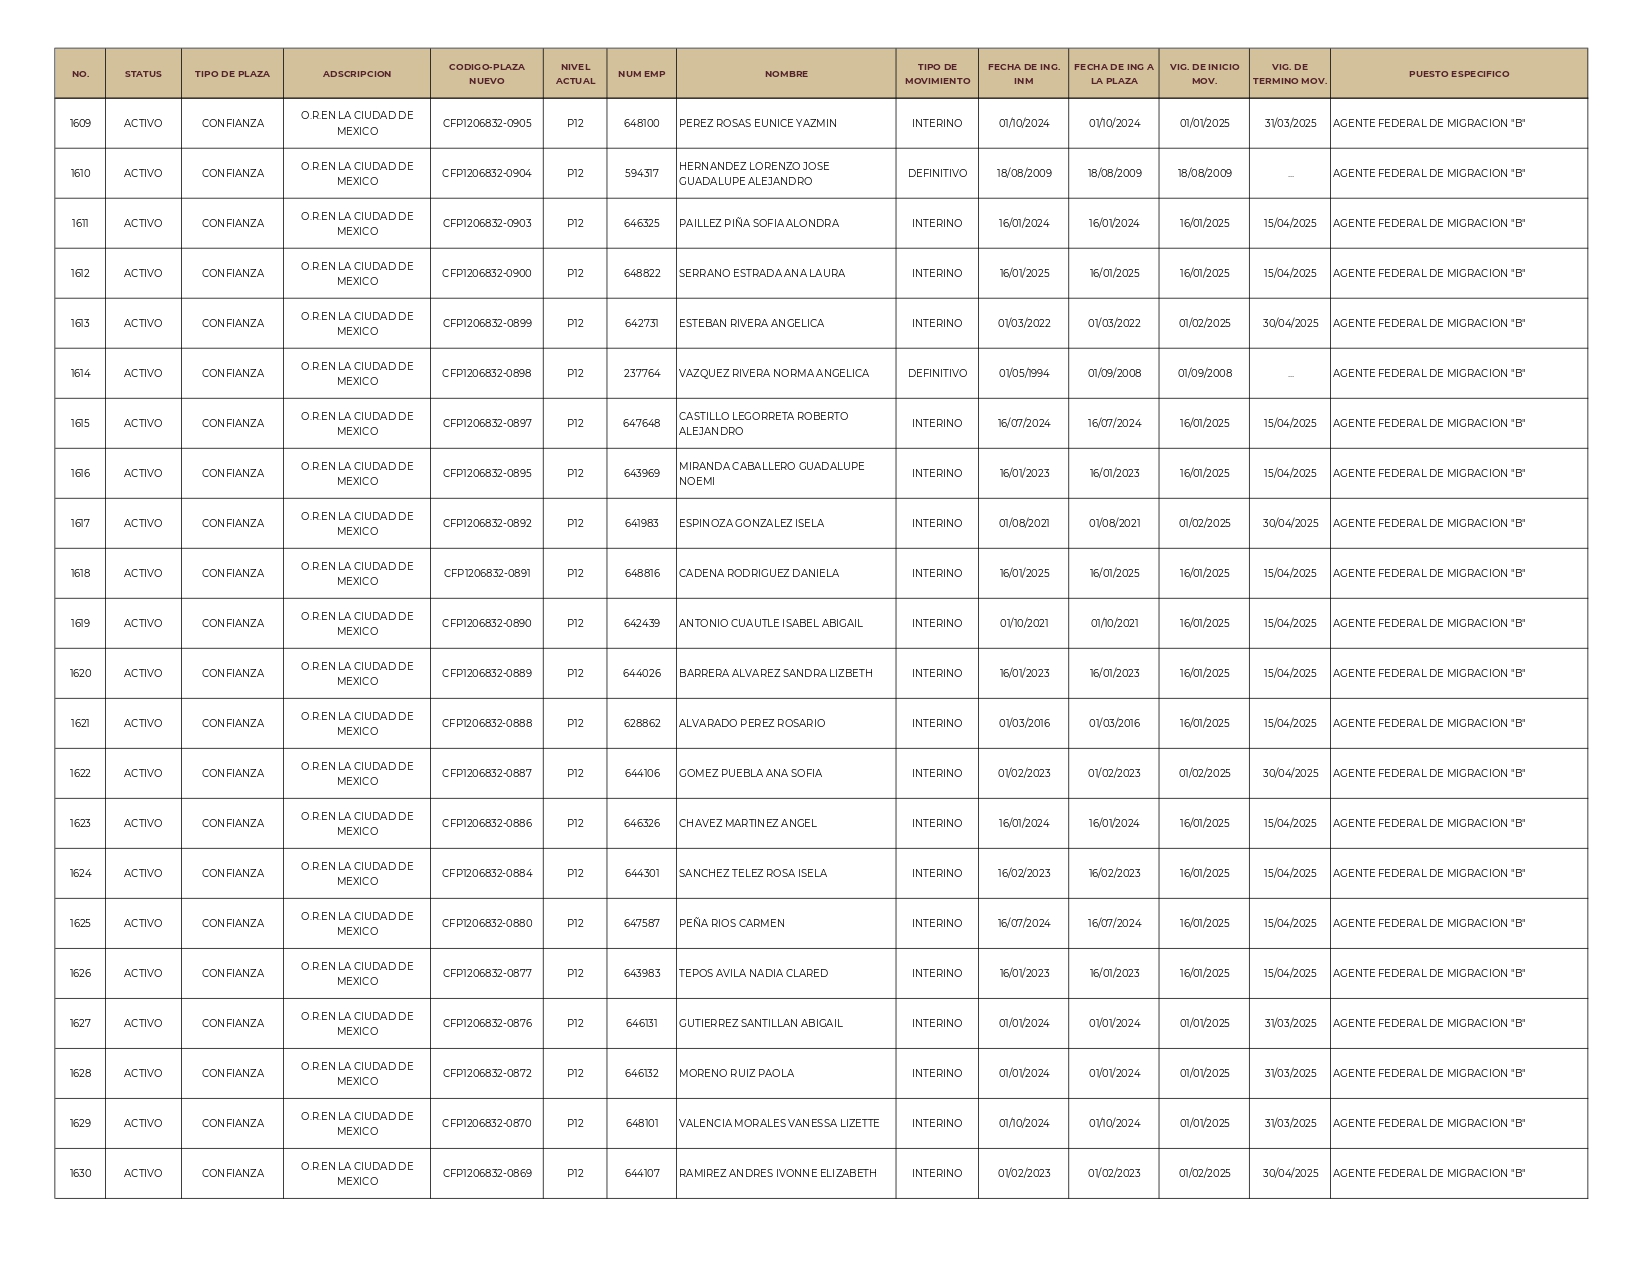 NO. STATUS TIPO DE PLAZA ADSCRIPCION CODIGO-PLAZA NUEVO NIVEL ACTUAL NUM EMP NOMBRE TIPO DE MOVIMIENTO FECHA DE ING. INM FECHA DE ING A LA PLAZA VIG. DE INICIO MOV. VIG. DE TERMINO MOV. PUESTO ESPECIFICO
1609 ACTIVO CONFIANZA O.R.EN LA CIUDAD DE MEXICO CFP1206832-0905 P12 648100 PEREZ ROSAS EUNICE YAZMIN INTERINO 01/10/2024 01/10/2024 01/01/2025 31/03/2025 AGENTE FEDERAL DE MIGRACION "B"
1610 ACTIVO CONFIANZA O.R.EN LA CIUDAD DE MEXICO CFP1206832-0904 P12 594317 HERNANDEZ LORENZO JOSE GUADALUPE ALEJANDRO DEFINITIVO 18/08/2009 18/08/2009 18/08/2009 ... AGENTE FEDERAL DE MIGRACION "B"
1611 ACTIVO CONFIANZA O.R.EN LA CIUDAD DE MEXICO CFP1206832-0903 P12 646325 PAILLEZ PIÑA SOFIA ALONDRA INTERINO 16/01/2024 16/01/2024 16/01/2025 15/04/2025 AGENTE FEDERAL DE MIGRACION "B"
1612 ACTIVO CONFIANZA O.R.EN LA CIUDAD DE MEXICO CFP1206832-0900 P12 648822 SERRANO ESTRADA ANA LAURA INTERINO 16/01/2025 16/01/2025 16/01/2025 15/04/2025 AGENTE FEDERAL DE MIGRACION "B"
1613 ACTIVO CONFIANZA O.R.EN LA CIUDAD DE MEXICO CFP1206832-0899 P12 642731 ESTEBAN RIVERA ANGELICA INTERINO 01/03/2022 01/03/2022 01/02/2025 30/04/2025 AGENTE FEDERAL DE MIGRACION "B"
1614 ACTIVO CONFIANZA O.R.EN LA CIUDAD DE MEXICO CFP1206832-0898 P12 237764 VAZQUEZ RIVERA NORMA ANGELICA DEFINITIVO 01/05/1994 01/09/2008 01/09/2008 ... AGENTE FEDERAL DE MIGRACION "B"
1615 ACTIVO CONFIANZA O.R.EN LA CIUDAD DE MEXICO CFP1206832-0897 P12 647648 CASTILLO LEGORRETA ROBERTO ALEJANDRO INTERINO 16/07/2024 16/07/2024 16/01/2025 15/04/2025 AGENTE FEDERAL DE MIGRACION "B"
1616 ACTIVO CONFIANZA O.R.EN LA CIUDAD DE MEXICO CFP1206832-0895 P12 643969 MIRANDA CABALLERO GUADALUPE NOEMI INTERINO 16/01/2023 16/01/2023 16/01/2025 15/04/2025 AGENTE FEDERAL DE MIGRACION "B"
1617 ACTIVO CONFIANZA O.R.EN LA CIUDAD DE MEXICO CFP1206832-0892 P12 641983 ESPINOZA GONZALEZ ISELA INTERINO 01/08/2021 01/08/2021 01/02/2025 30/04/2025 AGENTE FEDERAL DE MIGRACION "B"
1618 ACTIVO CONFIANZA O.R.EN LA CIUDAD DE MEXICO CFP1206832-0891 P12 648816 CADENA RODRIGUEZ DANIELA INTERINO 16/01/2025 16/01/2025 16/01/2025 15/04/2025 AGENTE FEDERAL DE MIGRACION "B"
1619 ACTIVO CONFIANZA O.R.EN LA CIUDAD DE MEXICO CFP1206832-0890 P12 642439 ANTONIO CUAUTLE ISABEL ABIGAIL INTERINO 01/10/2021 01/10/2021 16/01/2025 15/04/2025 AGENTE FEDERAL DE MIGRACION "B"
1620 ACTIVO CONFIANZA O.R.EN LA CIUDAD DE MEXICO CFP1206832-0889 P12 644026 BARRERA ALVAREZ SANDRA LIZBETH INTERINO 16/01/2023 16/01/2023 16/01/2025 15/04/2025 AGENTE FEDERAL DE MIGRACION "B"
1621 ACTIVO CONFIANZA O.R.EN LA CIUDAD DE MEXICO CFP1206832-0888 P12 628862 ALVARADO PEREZ ROSARIO INTERINO 01/03/2016 01/03/2016 16/01/2025 15/04/2025 AGENTE FEDERAL DE MIGRACION "B"
1622 ACTIVO CONFIANZA O.R.EN LA CIUDAD DE MEXICO CFP1206832-0887 P12 644106 GOMEZ PUEBLA ANA SOFIA INTERINO 01/02/2023 01/02/2023 01/02/2025 30/04/2025 AGENTE FEDERAL DE MIGRACION "B"
1623 ACTIVO CONFIANZA O.R.EN LA CIUDAD DE MEXICO CFP1206832-0886 P12 646326 CHAVEZ MARTINEZ ANGEL INTERINO 16/01/2024 16/01/2024 16/01/2025 15/04/2025 AGENTE FEDERAL DE MIGRACION "B"
1624 ACTIVO CONFIANZA O.R.EN LA CIUDAD DE MEXICO CFP1206832-0884 P12 644301 SANCHEZ TELEZ ROSA ISELA INTERINO 16/02/2023 16/02/2023 16/01/2025 15/04/2025 AGENTE FEDERAL DE MIGRACION "B"
1625 ACTIVO CONFIANZA O.R.EN LA CIUDAD DE MEXICO CFP1206832-0880 P12 647587 PEÑA RIOS CARMEN INTERINO 16/07/2024 16/07/2024 16/01/2025 15/04/2025 AGENTE FEDERAL DE MIGRACION "B"
1626 ACTIVO CONFIANZA O.R.EN LA CIUDAD DE MEXICO CFP1206832-0877 P12 643983 TEPOS AVILA NADIA CLARED INTERINO 16/01/2023 16/01/2023 16/01/2025 15/04/2025 AGENTE FEDERAL DE MIGRACION "B"
1627 ACTIVO CONFIANZA O.R.EN LA CIUDAD DE MEXICO CFP1206832-0876 P12 646131 GUTIERREZ SANTILLAN ABIGAIL INTERINO 01/01/2024 01/01/2024 01/01/2025 31/03/2025 AGENTE FEDERAL DE MIGRACION "B"
1628 ACTIVO CONFIANZA O.R.EN LA CIUDAD DE MEXICO CFP1206832-0872 P12 646132 MORENO RUIZ PAOLA INTERINO 01/01/2024 01/01/2024 01/01/2025 31/03/2025 AGENTE FEDERAL DE MIGRACION "B"
1629 ACTIVO CONFIANZA O.R.EN LA CIUDAD DE MEXICO CFP1206832-0870 P12 648101 VALENCIA MORALES VANESSA LIZETTE INTERINO 01/10/2024 01/10/2024 01/01/2025 31/03/2025 AGENTE FEDERAL DE MIGRACION "B"
1630 ACTIVO CONFIANZA O.R.EN LA CIUDAD DE MEXICO CFP1206832-0869 P12 644107 RAMIREZ ANDRES IVONNE ELIZABETH INTERINO 01/02/2023 01/02/2023 01/02/2025 30/04/2025 AGENTE FEDERAL DE MIGRACION "B"